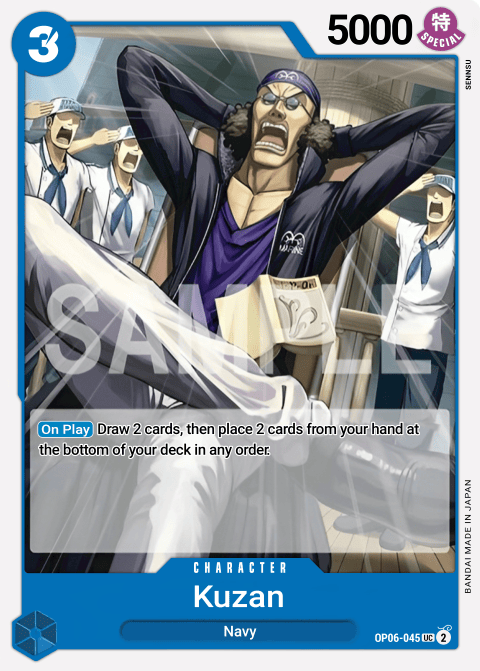 3
5000
特
SPECIAL
SENNSU
MARINE
SAMPLE
On Play Draw 2 cards, then place 2 cards from your hand at
the bottom of your deck in any order.
BANDAI MADE IN JAPAN
CHARACTER
Kuzan
Navy
OP06-045 UC 2